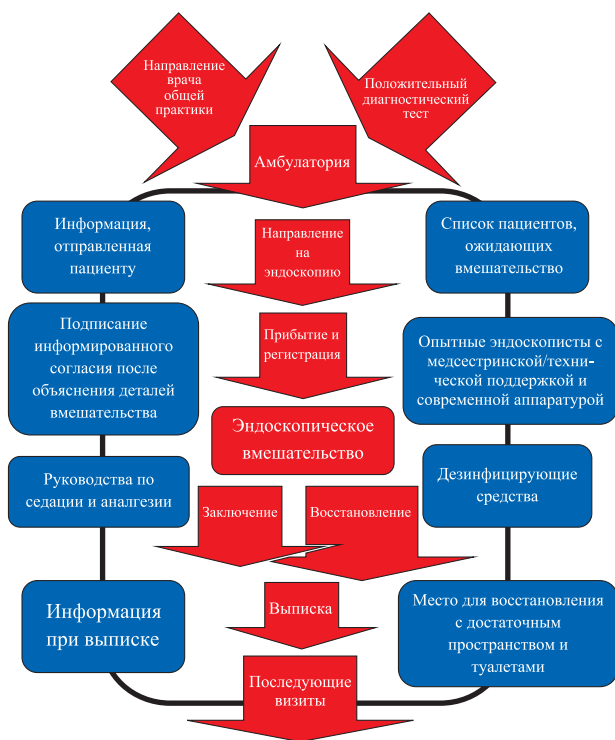 Направление
врача
общей
практики
Положительный
диагностический
тест
Амбулатория
Информация,
отправленная
пациенту
Направление
на
эндоскопию
Список пациентов,
ожидающих
вмешательство
Подписание
информированного
согласия после
объяснения деталей
вмешательства
Прибытие и
регистрация
Опытные эндоскописты с
медсестринской/техни-
ческой поддержкой и
современной аппаратурой
Эндоскопическое
вмешательство
Руководства по
седации и аналгезии
Дезинфицирующие
средства
Заключение
Восстановление
Информация
при выписке
Выписка
Место для восстановления
с достаточным
пространством и
туалетами
Последующие
визиты